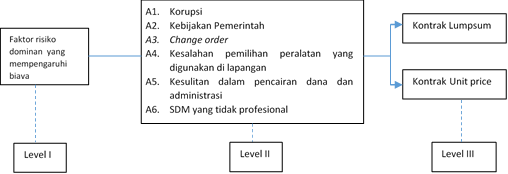 Faktor risiko
dominan yang
mempengaruhi
biava
A1. Korupsi
A2. Kebijakan Pemerintah
A3. Change order
A4. Kesalahan pemilihan peralatan yang
digunakan di lapangan
A5. Kesulitan dalam pencairan dana dan
administrasi
A6. SDM yang tidak profesional
Kontrak Lumpsum
Kontrak Unit price
Level I
Level II
Level III